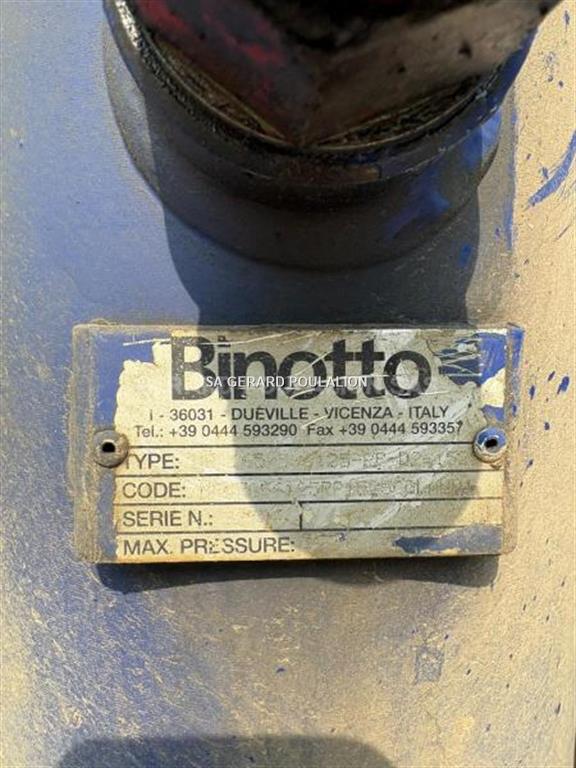 Binotto
SA GERARD POULALION
I - 36031 - DUEVILLE - VICENZA - ITALY
Tel.: +39 0444 593290 Fax +39 0444 593357
TYPE:
CODE:
SERIE N.:
MAX. PRESSURE: